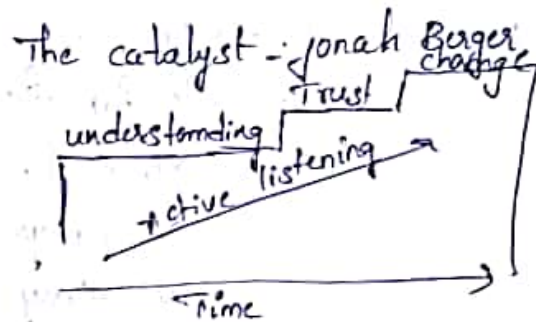 The catalyst - Jonah Berger
change
Trust
understanding
Active listening
Time